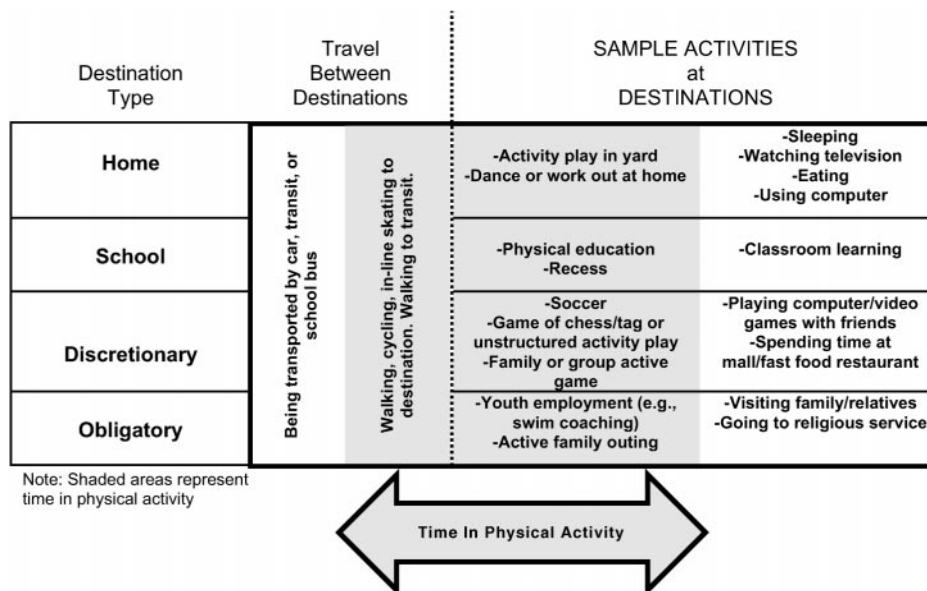 Destination
Type
Travel
Between
Destinations
SAMPLE ACTIVITIES
at
DESTINATIONS
Home
Being transported by car, transit, or
school bus
Walking, cycling, in-line skating to
destination. Walking to transit.
-Activity play in yard
-Dance or work out at home
-Sleeping
-Watching television
-Eating
-Using computer
School
-Physical education
-Recess
-Classroom learning
Discretionary
-Soccer
-Game of chess/tag or
unstructured activity play
-Family or group active
game
-Playing computer/video
games with friends
-Spending time at
mall/fast food restaurant
Obligatory
-Youth employment (e.g.,
swim coaching)
-Active family outing
-Visiting family/relatives
-Going to religious service
Note: Shaded areas represent
time in physical activity
Time In Physical Activity